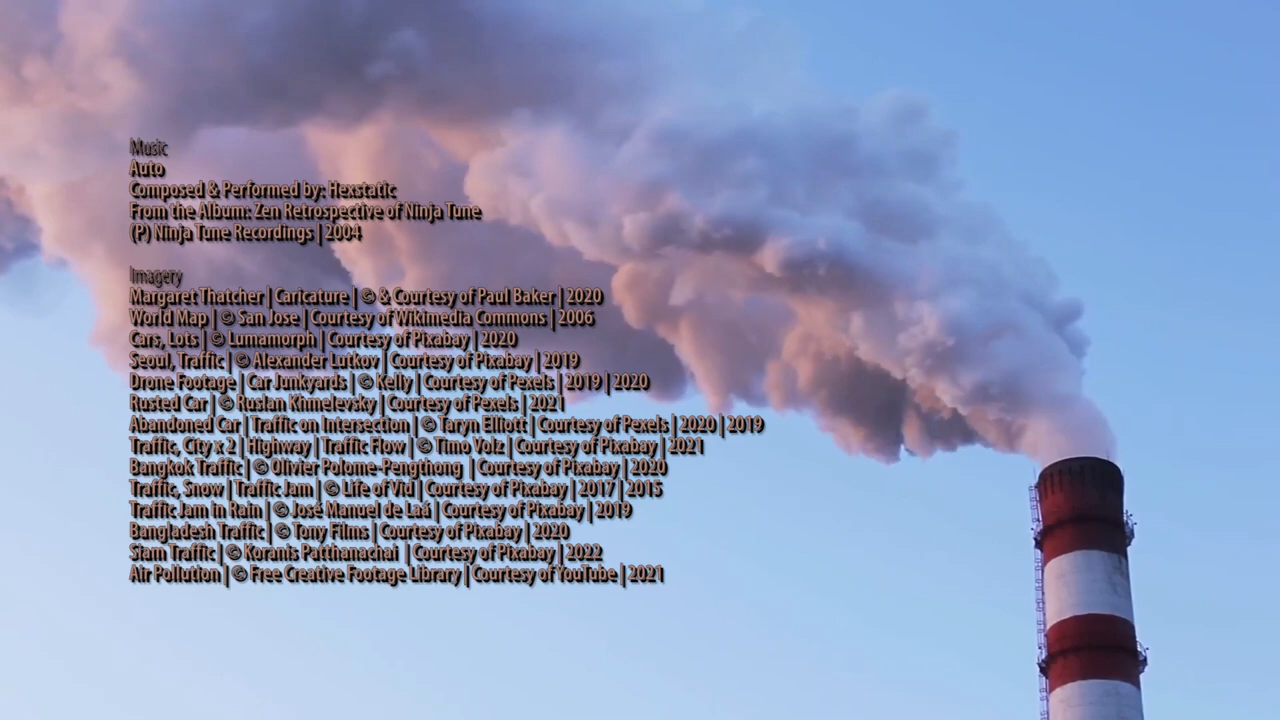 Music
Auto
Composed & Performed by: Hexstatic
From the Album: Zen Retrospective of Ninja Tune
(P) Ninja Tune Recordings | 2004
Imagery
Margaret Thatcher | Caricature | © & Courtesy of Paul Baker | 2020
World Map | © San Jose | Courtesy of Wikimedia Commons | 2006
Cars, Lots | © Lumamorph | Courtesy of Pixabay | 2020
Seoul, Traffic | © Alexander Lutkov | Courtesy of Pixabay | 2019
Drone Footage | Car Junkyards | © Kelly | Courtesy of Pexels | 2019 | 2020
Rusted Car | © Ruslan Khmelevsky | Courtesy of Pexels | 2021
Abandoned Car | Traffic on Intersection | © Taryn Elliott | Courtesy of Pexels | 2020 | 2019
Traffic, City x 2 | Highway | Traffic Flow | © Timo Volz | Courtesy of Pixabay | 2021
Bangkok Traffic | © Olivier Polome-Pengthong | Courtesy of Pixabay | 2020
Traffic, Snow | Traffic Jam | © Life of Vid | Courtesy of Pixabay | 2017 | 2015
Traffic Jam in Rain | © José Manuel de Laá | Courtesy of Pixabay | 2019
Bangladesh Traffic | © Tony Films | Courtesy of Pixabay | 2020
Siam Traffic | © Koranis Patthanachai | Courtesy of Pixabay | 2022
Air Pollution | © Free Creative Footage Library | Courtesy of YouTube | 2021